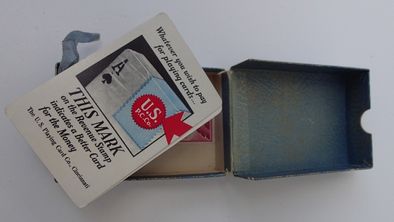 Whatever you wish to pay
for playing cards...
A
U.S.
P.C.Co.
THIS MARK
on the Revenue Stamp
indicates a Better Card
for the Money
The U. S. Playing Card Co., Cincinnati